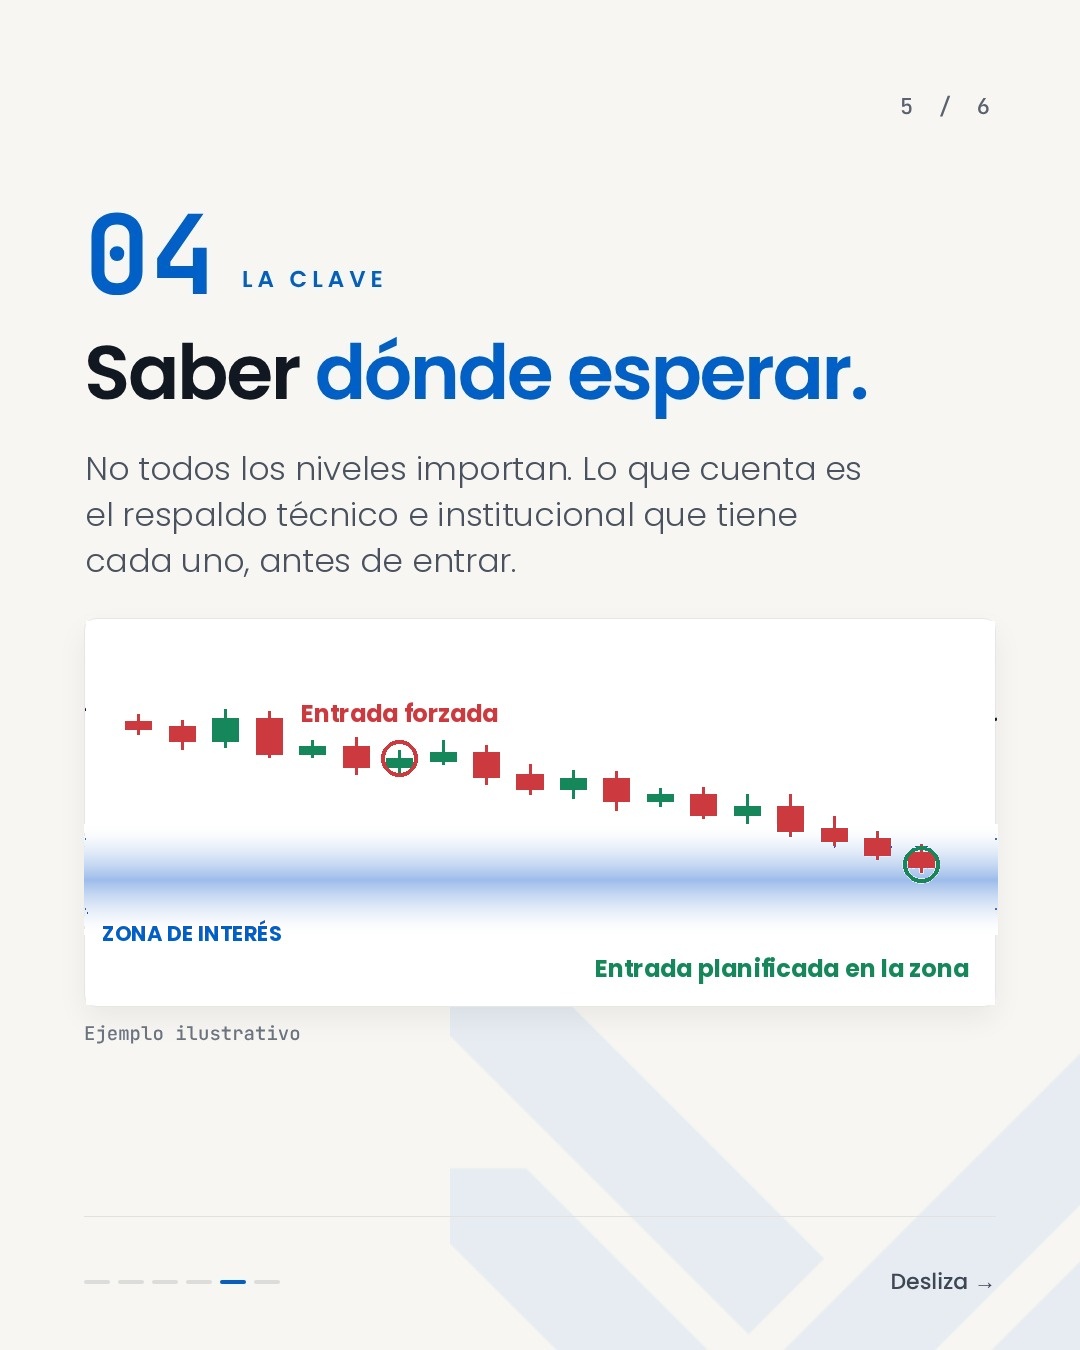 5 / 6
04 LA CLAVE
Saber dónde esperar.
No todos los niveles importan. Lo que cuenta es
el respaldo técnico e institucional que tiene
cada uno, antes de entrar.
Entrada forzada
ZONA DE INTERÉS
Entrada planificada en la zona
Ejemplo ilustrativo
Desliza →